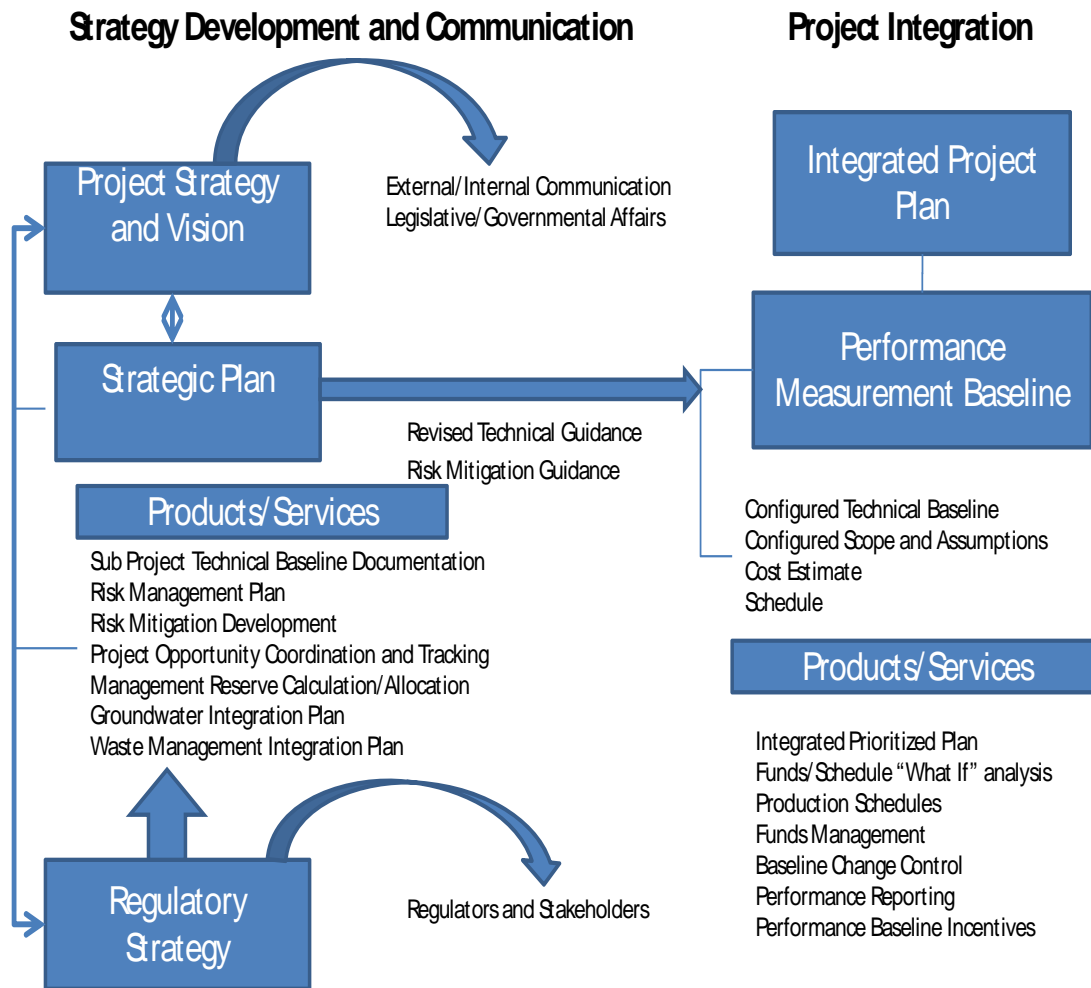 Strategy Development and Communication
Project Integration
Project Strategy
and Vision
External/Internal Communication
Legislative/Governmental Affairs
Integrated Project
Plan
Strategic Plan
Performance
Measurement Baseline
Revised Technical Guidance
Risk Mitigation Guidance
Products/Services
Sub Project Technical Baseline Documentation
Risk Management Plan
Risk Mitigation Development
Project Opportunity Coordination and Tracking
Management Reserve Calculation/Allocation
Groundwater Integration Plan
Waste Management Integration Plan
Configured Technical Baseline
Configured Scope and Assumptions
Cost Estimate
Schedule
Products/Services
Integrated Prioritized Plan
Funds/Schedule “What If” analysis
Production Schedules
Funds Management
Baseline Change Control
Performance Reporting
Performance Baseline Incentives
Regulatory
Strategy
Regulators and Stakeholders